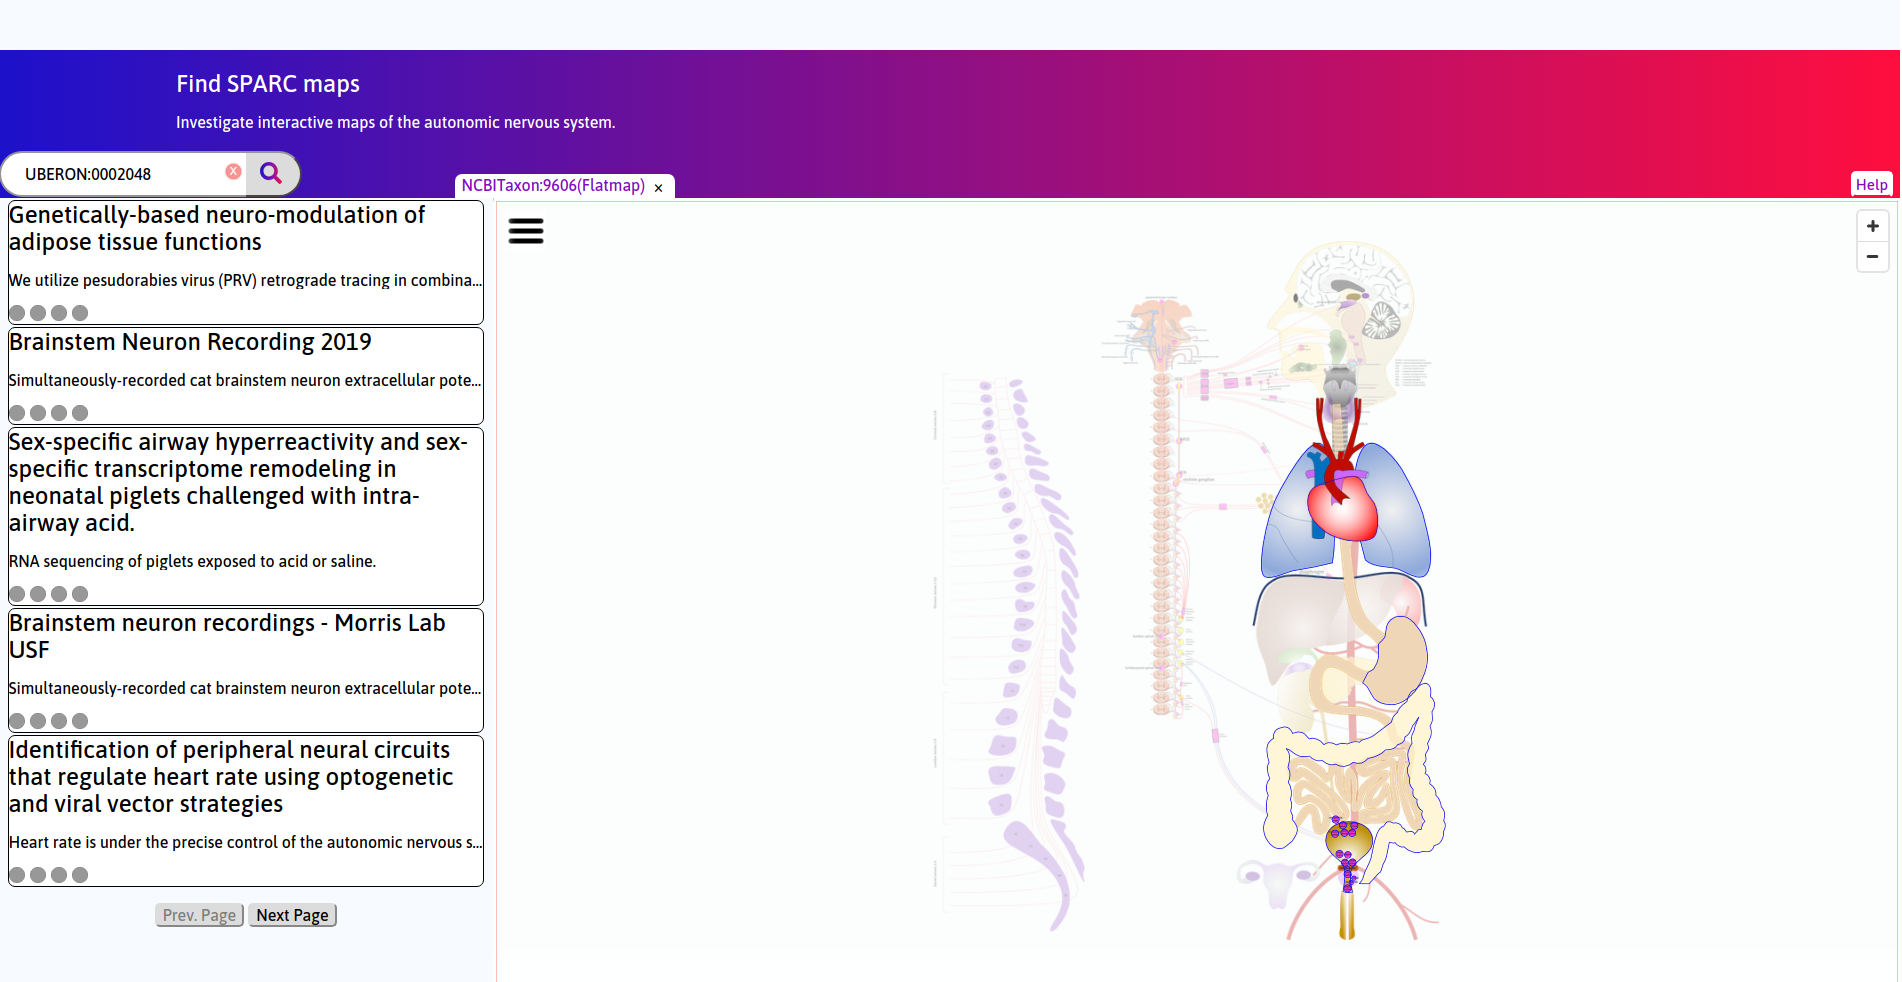 Find SPARC maps
Investigate interactive maps of the autonomic nervous system.
UBERON:0002048
X
NCBITaxon:9606(Flatmap) ×
Help
Genetically-based neuro-modulation of
adipose tissue functions
We utilize pesudorabies virus (PRV) retrograde tracing in combina...
Brainstem Neuron Recording 2019
Simultaneously-recorded cat brainstem neuron extracellular pote...
Sex-specific airway hyperreactivity and sex-
specific transcriptome remodeling in
neonatal piglets challenged with intra-
airway acid.
RNA sequencing of piglets exposed to acid or saline.
Brainstem neuron recordings - Morris Lab
USF
Simultaneously-recorded cat brainstem neuron extracellular pote...
Identification of peripheral neural circuits
that regulate heart rate using optogenetic
and viral vector strategies
Heart rate is under the precise control of the autonomic nervous s...
Prev. Page Next Page
+
−